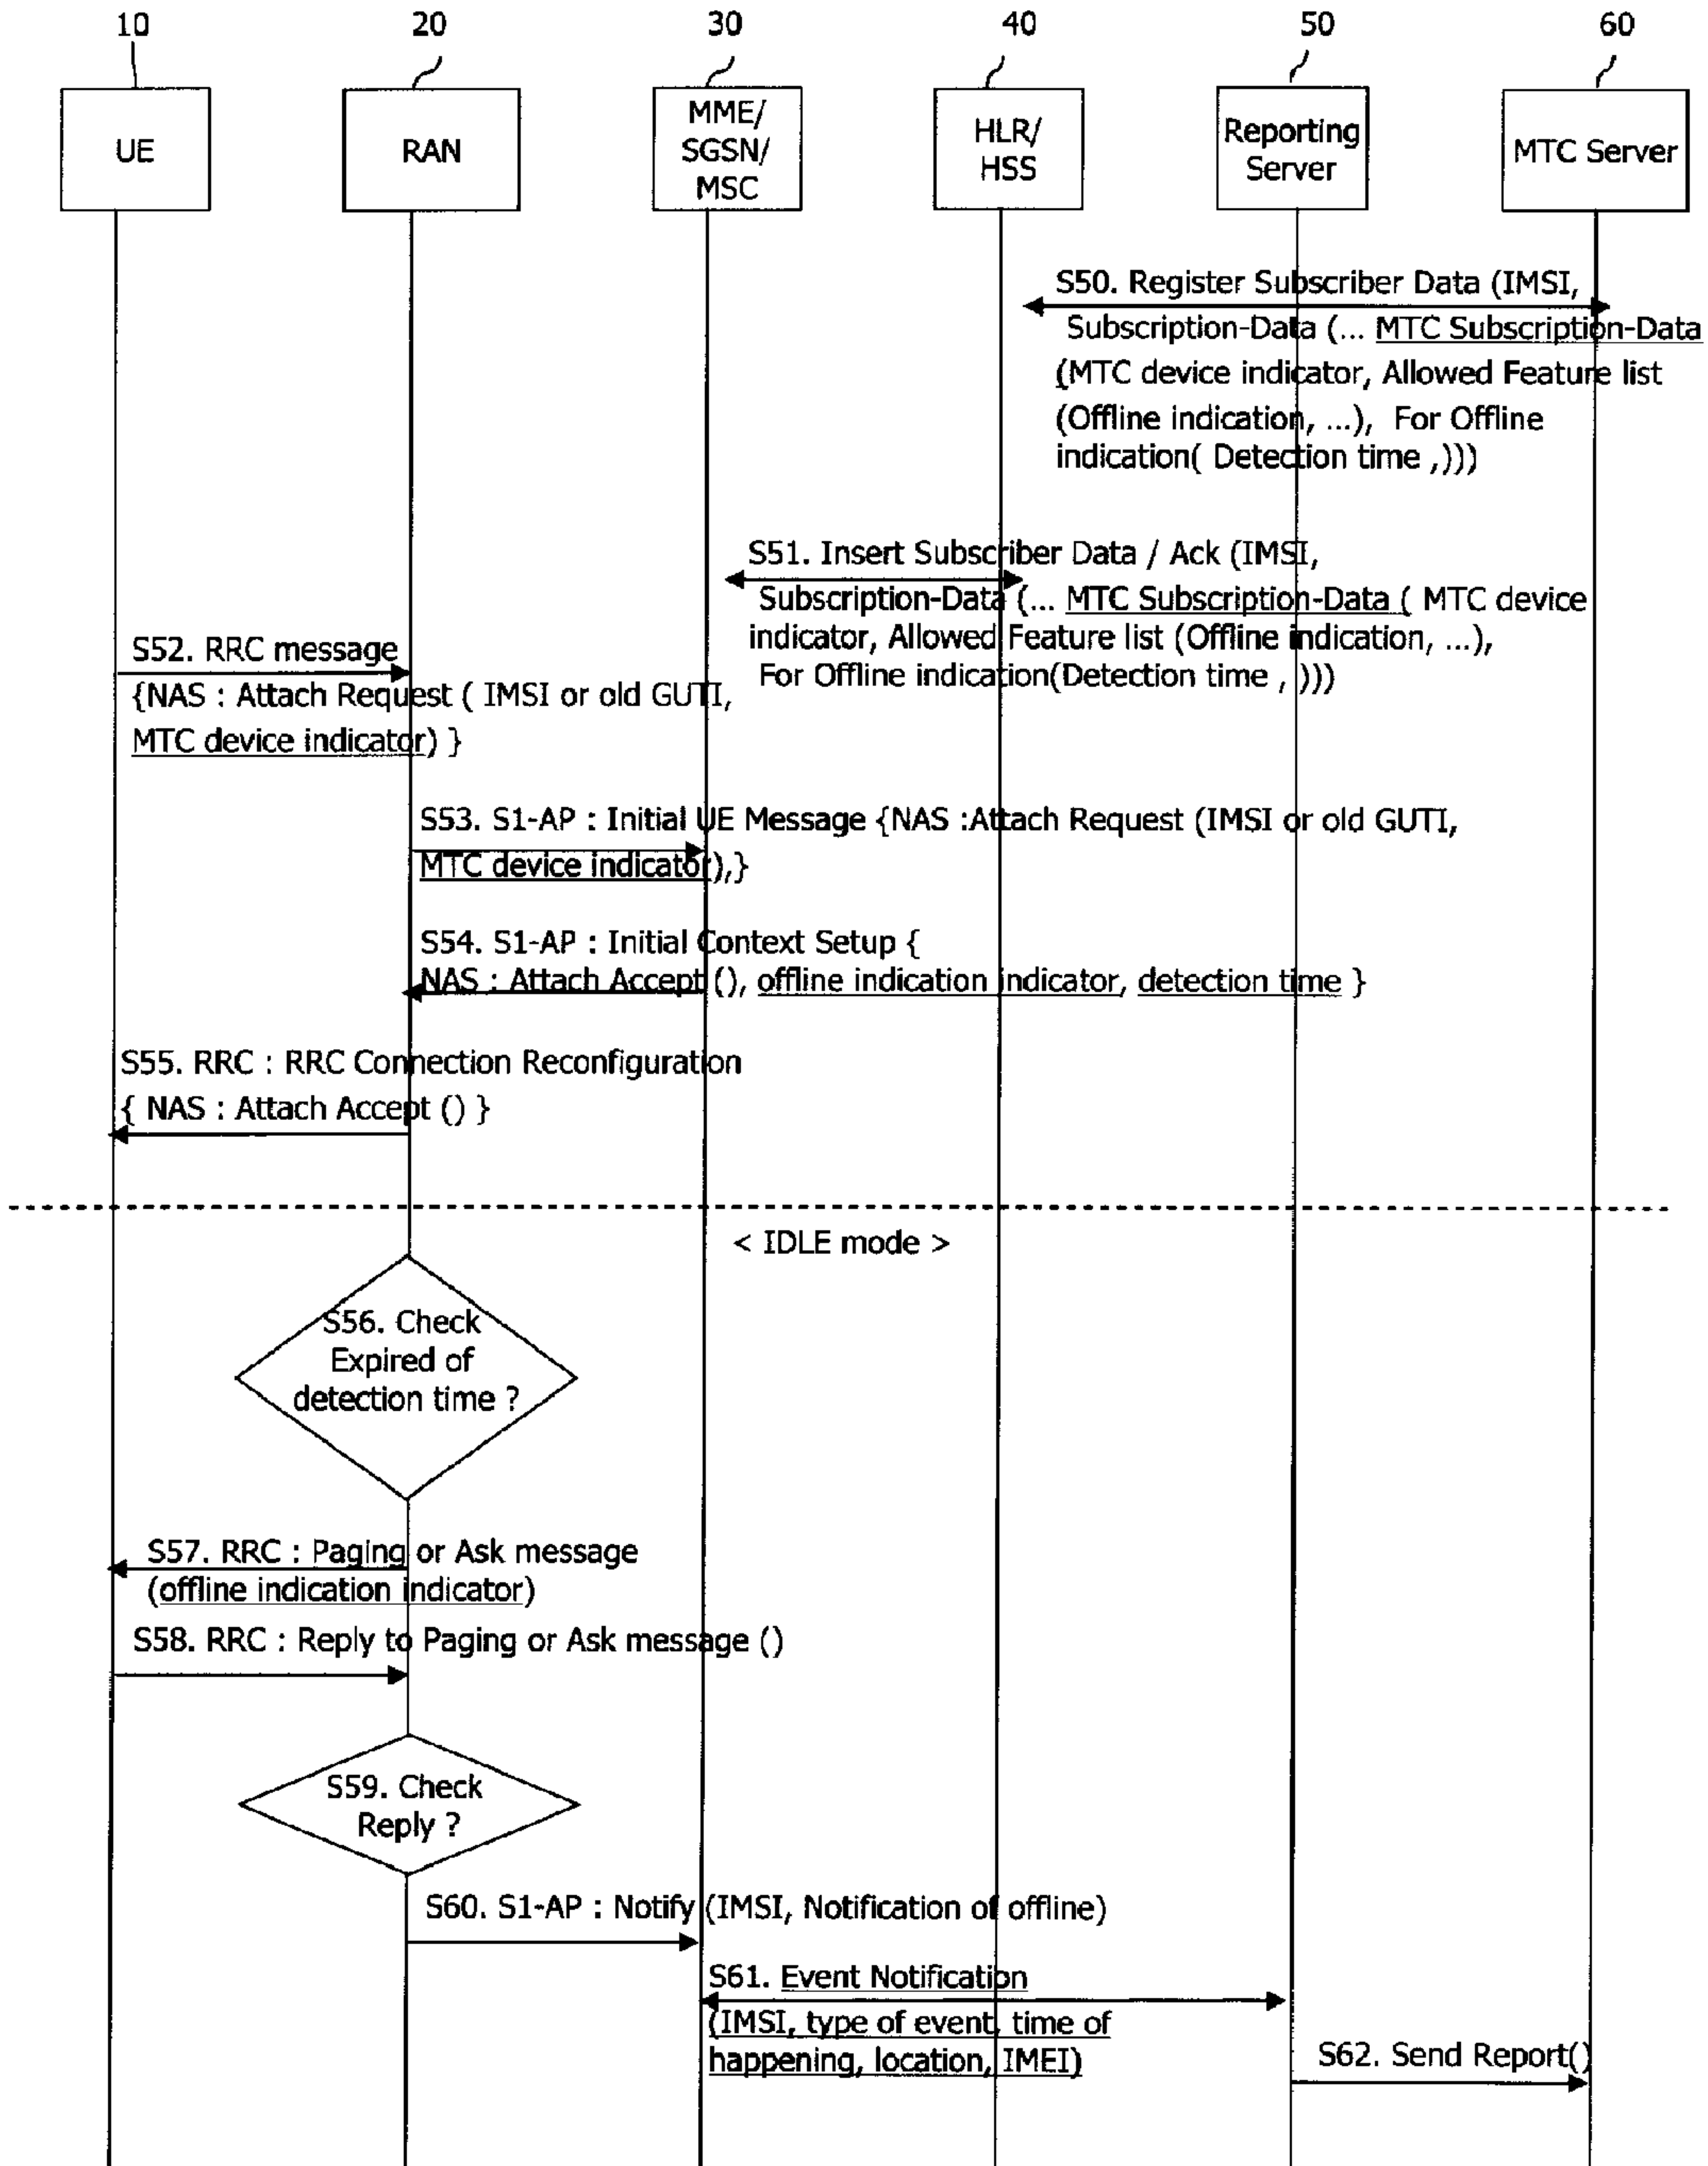 10
20
30
40
50
60
UE
RAN
MME/
SGSN/
MSC
HLR/
HSS
Reporting
Server
MTC Server
S50. Register Subscriber Data (IMSI,
Subscription-Data (... MTC Subscription-Data
(MTC device indicator, Allowed Feature list
(Offline indication, ...), For Offline
indication( Detection time ,)))
S51. Insert Subscriber Data / Ack (IMSI,
Subscription-Data (... MTC Subscription-Data ( MTC device
indicator, Allowed Feature list (Offline indication, ...),
For Offline indication(Detection time , )))
S52. RRC message
{NAS : Attach Request ( IMSI or old GUTI,
MTC device indicator) }
S53. S1-AP : Initial UE Message {NAS :Attach Request (IMSI or old GUTI,
MTC device indicator),}
S54. S1-AP : Initial Context Setup {
NAS : Attach Accept (), offline indication indicator, detection time }
S55. RRC : RRC Connection Reconfiguration
{ NAS : Attach Accept () }
< IDLE mode >
S56. Check
Expired of
detection time ?
S57. RRC : Paging or Ask message
(offline indication indicator)
S58. RRC : Reply to Paging or Ask message ()
S59. Check
Reply ?
S60. S1-AP : Notify (IMSI, Notification of offline)
S61. Event Notification
(IMSI, type of event, time of
happening, location, IMEI)
S62. Send Report()